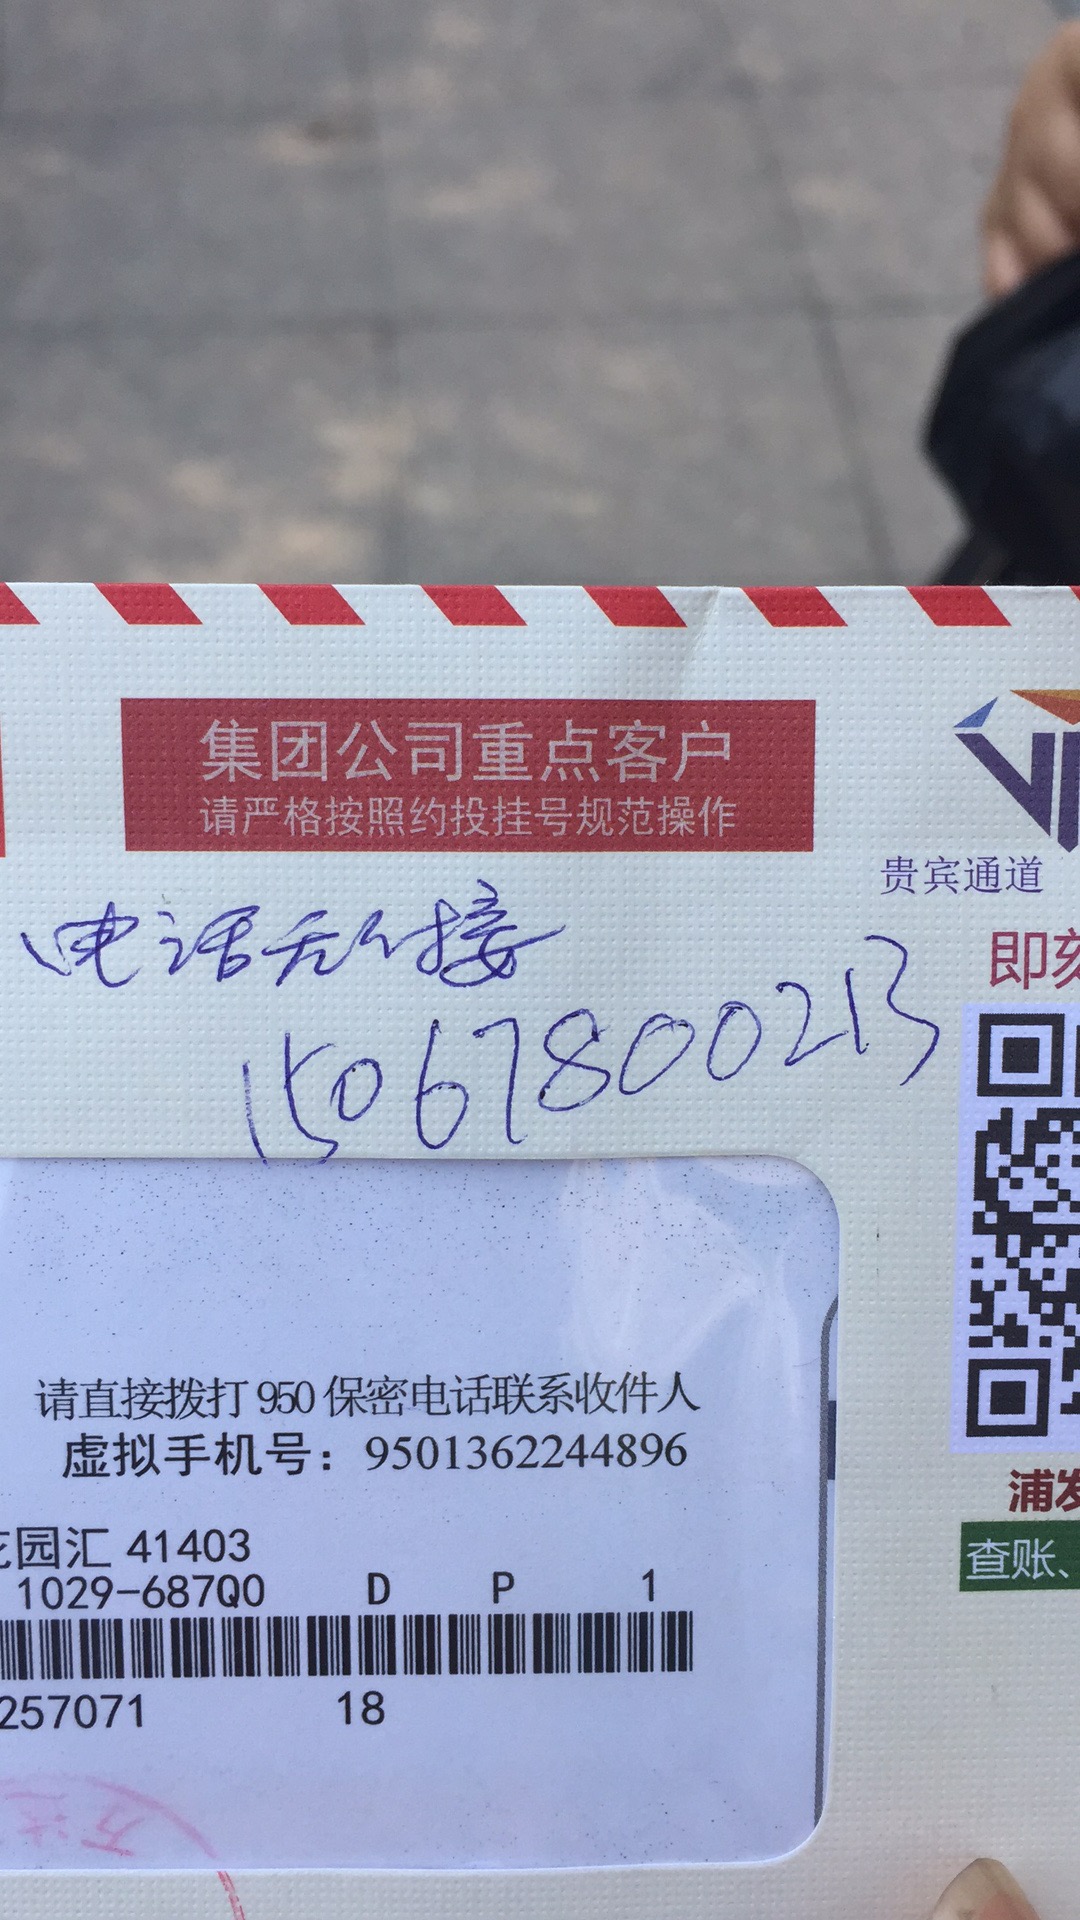 集团公司重点客户
请严格按照约投挂号规范操作
贵宾通道
电话无人接
15067800213
即刻
请直接拨打 950 保密电话联系收件人
虚拟手机号：9501362244896
浦发
查账、
花园汇 41403
1029-687Q0 D P 1
257071 18